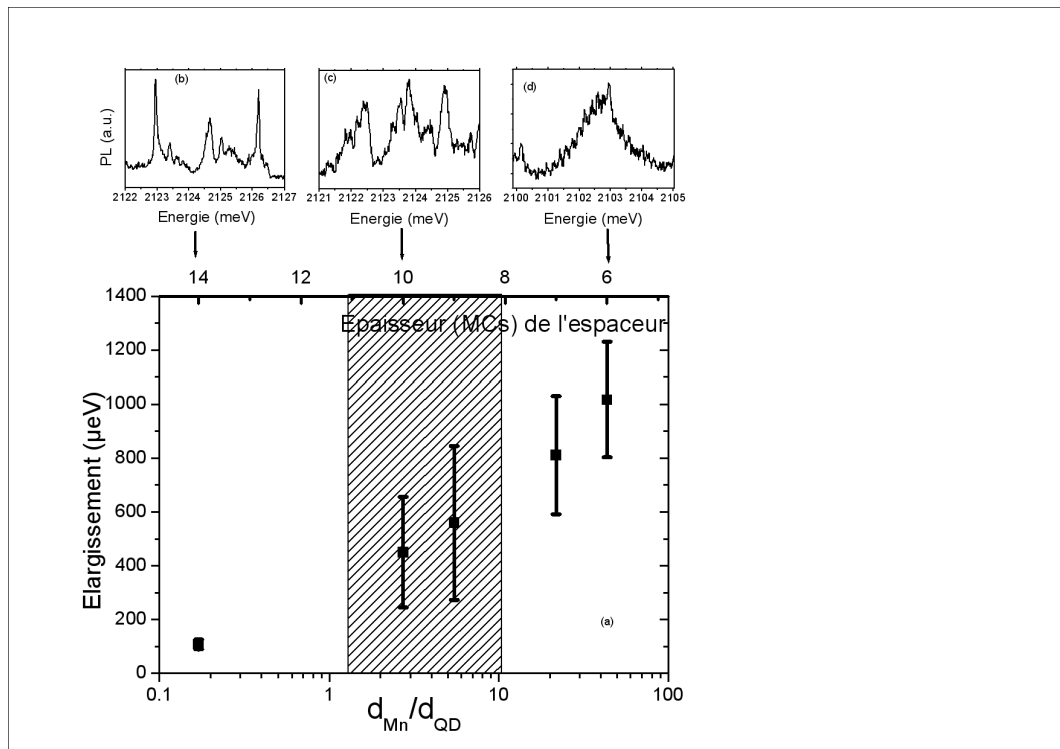 (b)
(c)
(d)
PL (a.u.)
2122 2123 2124 2125 2126 2127
2121 2122 2123 2124 2125 2126
2100 2101 2102 2103 2104 2105
Energie (meV)
Energie (meV)
Energie (meV)
14 12 10 8 6
Epaisseur (MCs) de l'espaceur
1400
1200
1000
800
600
400
200
0
Elargissement (µeV)
(a)
0.1 1 10 100
dMn/dQD